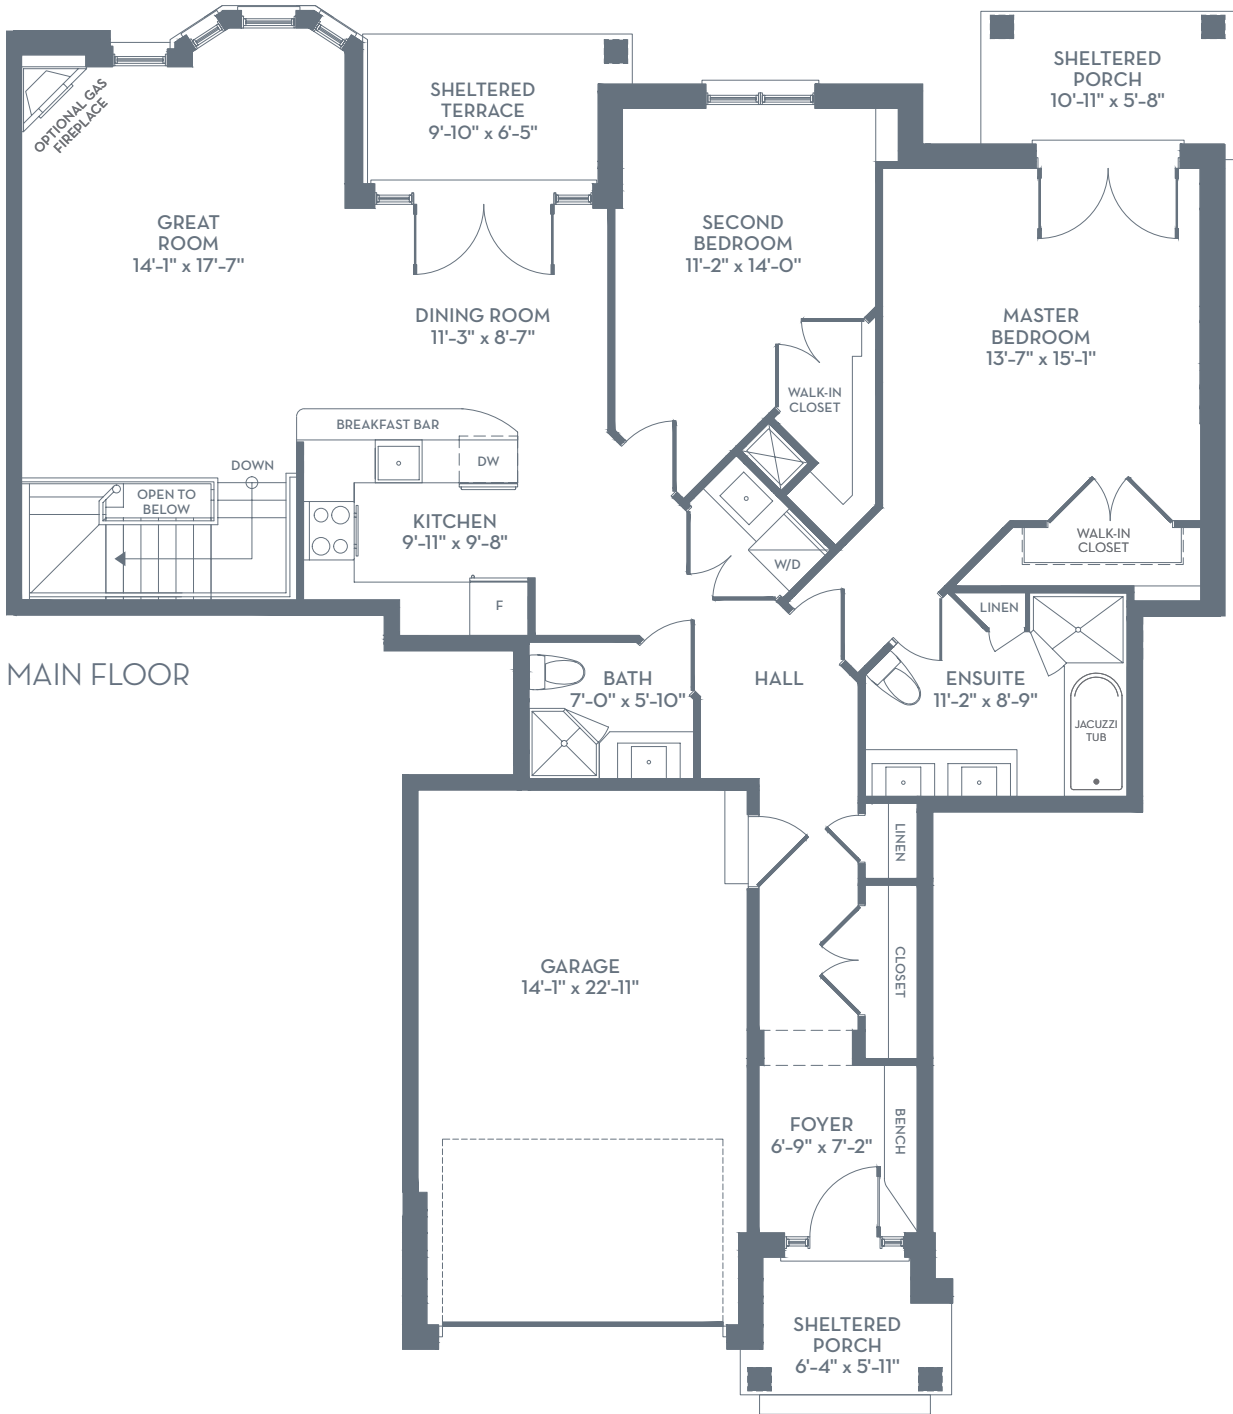 SHELTERED
PORCH
10'-11" x 5'-8"
SHELTERED
TERRACE
9'-10" x 6'-5"
OPTIONAL GAS
FIREPLACE
GREAT
ROOM
14'-1" x 17'-7"
SECOND
BEDROOM
11'-2" x 14'-0"
DINING ROOM
11'-3" x 8'-7"
MASTER
BEDROOM
13'-7" x 15'-1"
WALK-IN
CLOSET
BREAKFAST BAR
DOWN
DW
OPEN TO
BELOW
KITCHEN
9'-11" x 9'-8"
W/D
WALK-IN
CLOSET
F
LINEN
MAIN FLOOR
BATH
7'-0" x 5'-10"
HALL
ENSUITE
11'-2" x 8'-9"
JACUZZI
TUB
LINEN
CLOSET
GARAGE
14'-1" x 22'-11"
FOYER
6'-9" x 7'-2"
BENCH
SHELTERED
PORCH
6'-4" x 5'-11"